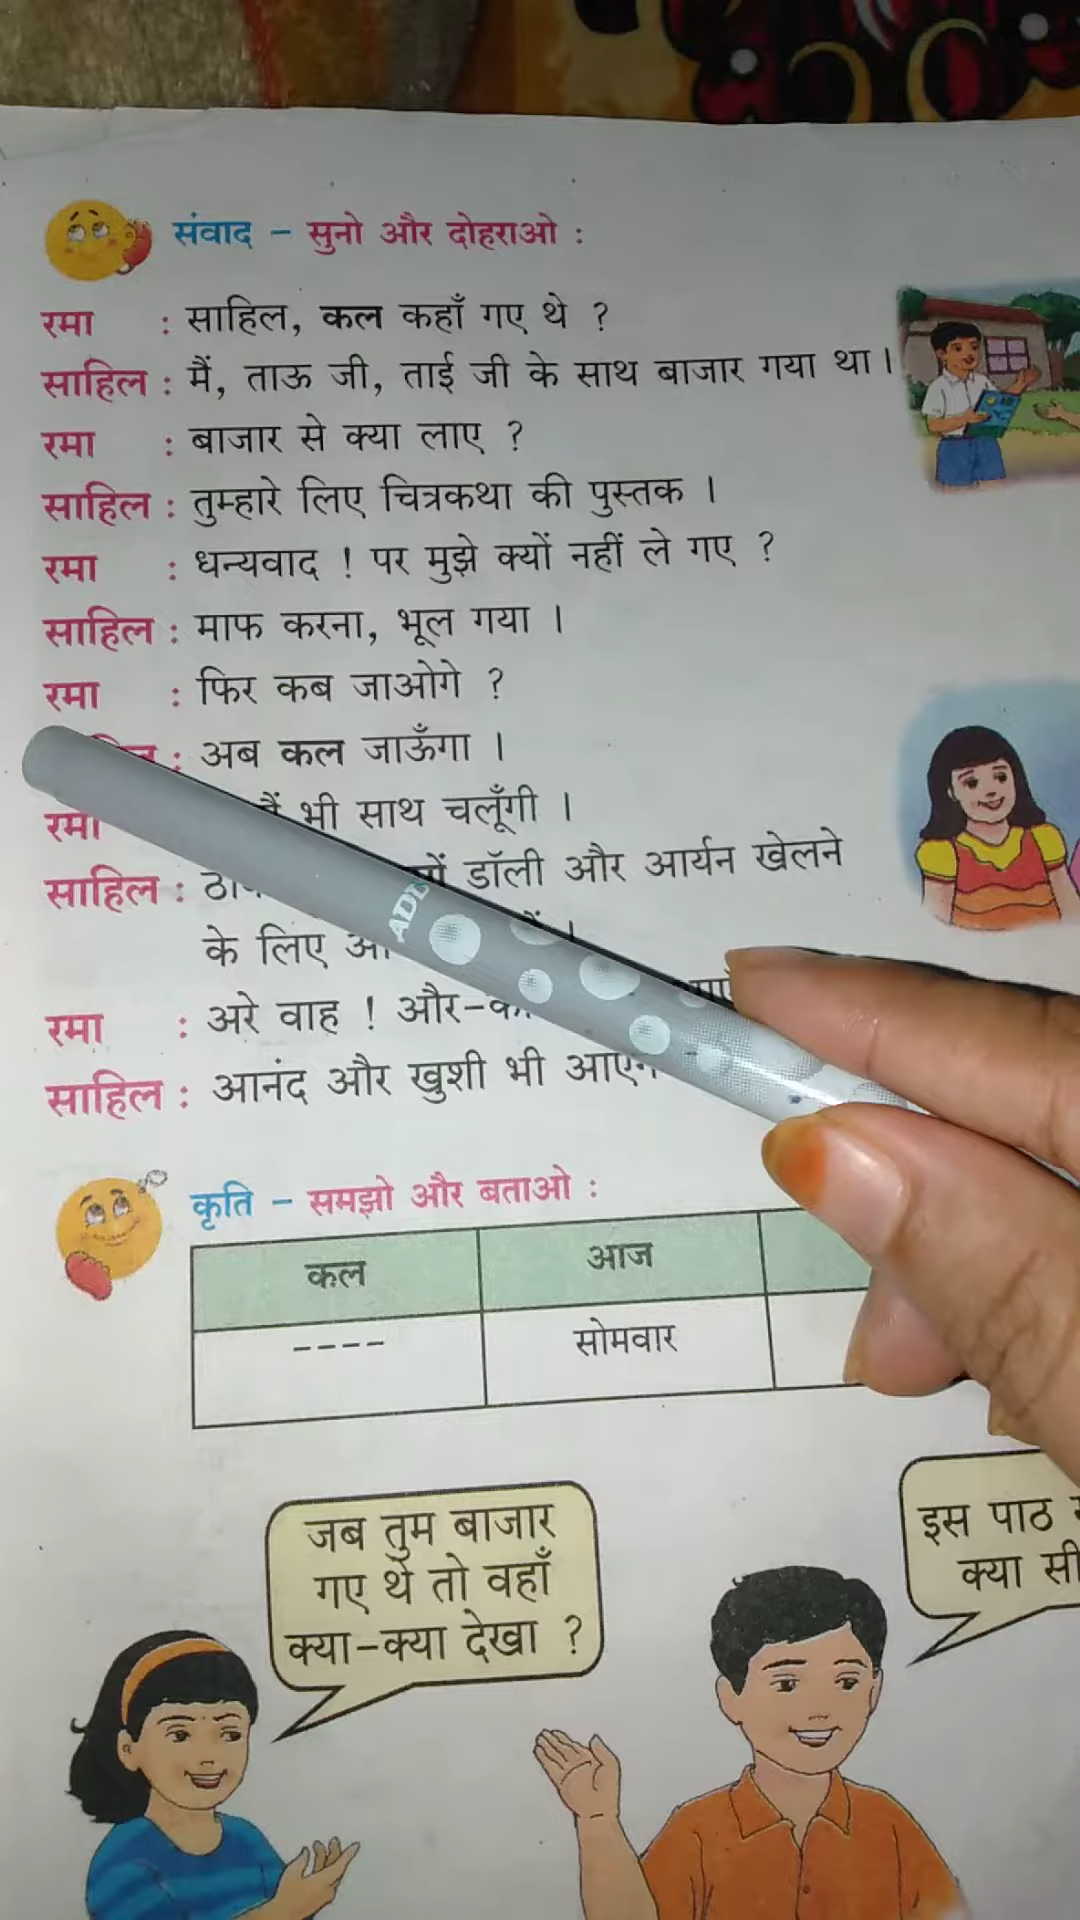 संवाद - सुनो और दोहराओ :
रमा : साहिल, कल कहाँ गए थे ?
साहिल : मैं, ताऊ जी, ताई जी के साथ बाजार गया था ।
रमा : बाजार से क्या लाए ?
साहिल : तुम्हारे लिए चित्रकथा की पुस्तक ।
रमा : धन्यवाद ! पर मुझे क्यों नहीं ले गए ?
साहिल : माफ करना, भूल गया ।
रमा : फिर कब जाओगे ?
: अब कल जाऊँगा ।
रमा भी साथ चलूँगी ।
साहिल : डॉली और आर्यन खेलने
के लिए
रमा : अरे वाह !
साहिल : आनंद और खुशी भी
कृति - समझो और बताओ :
कल आज
---- सोमवार
जब तुम बाजार
गए थे तो वहाँ
क्या-क्या देखा ?
इस पाठ
क्या